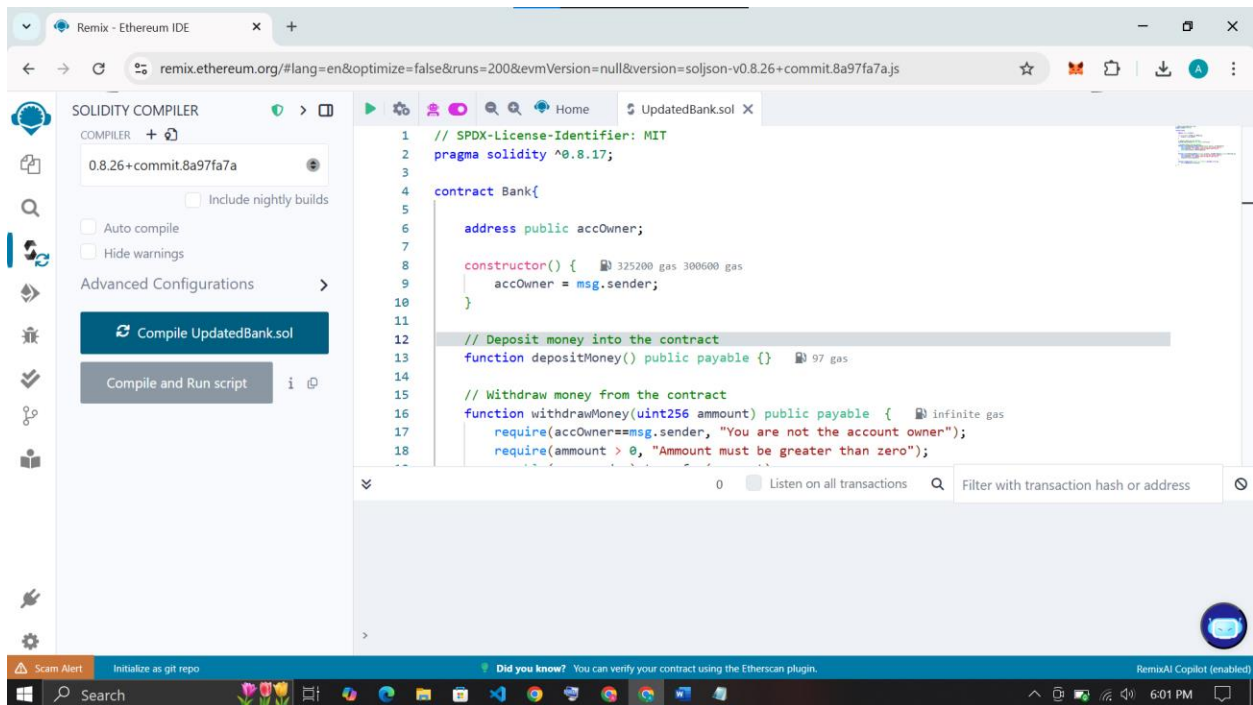 Remix - Ethereum IDE
remix.ethereum.org/#lang=en&optimize=false&runs=200&evmVersion=null&version=soljson-v0.8.26+commit.8a97fa7a.js
A
SOLIDITY COMPILER
COMPILER
0.8.26+commit.8a97fa7a
Include nightly builds
Auto compile
Hide warnings
Advanced Configurations
Compile UpdatedBank.sol
Compile and Run script
i
Home
UpdatedBank.sol
1 // SPDX-License-Identifier: MIT
2 pragma solidity ^0.8.17;
3
4 contract Bank{
5
6 address public accOwner;
7
8 constructor() { 325200 gas 300600 gas
9 accOwner = msg.sender;
10 }
11
12 // Deposit money into the contract
13 function depositMoney() public payable {} 97 gas
14
15 // Withdraw money from the contract
16 function withdrawMoney(uint256 ammount) public payable { infinite gas
17 require(accOwner==msg.sender, "You are not the account owner");
18 require(ammount > 0, "Ammount must be greater than zero");
0 Listen on all transactions Filter with transaction hash or address
>
Scam Alert Initialize as git repo Did you know? You can verify your contract using the Etherscan plugin. RemixAI Copilot (enabled)
Search 6:01 PM